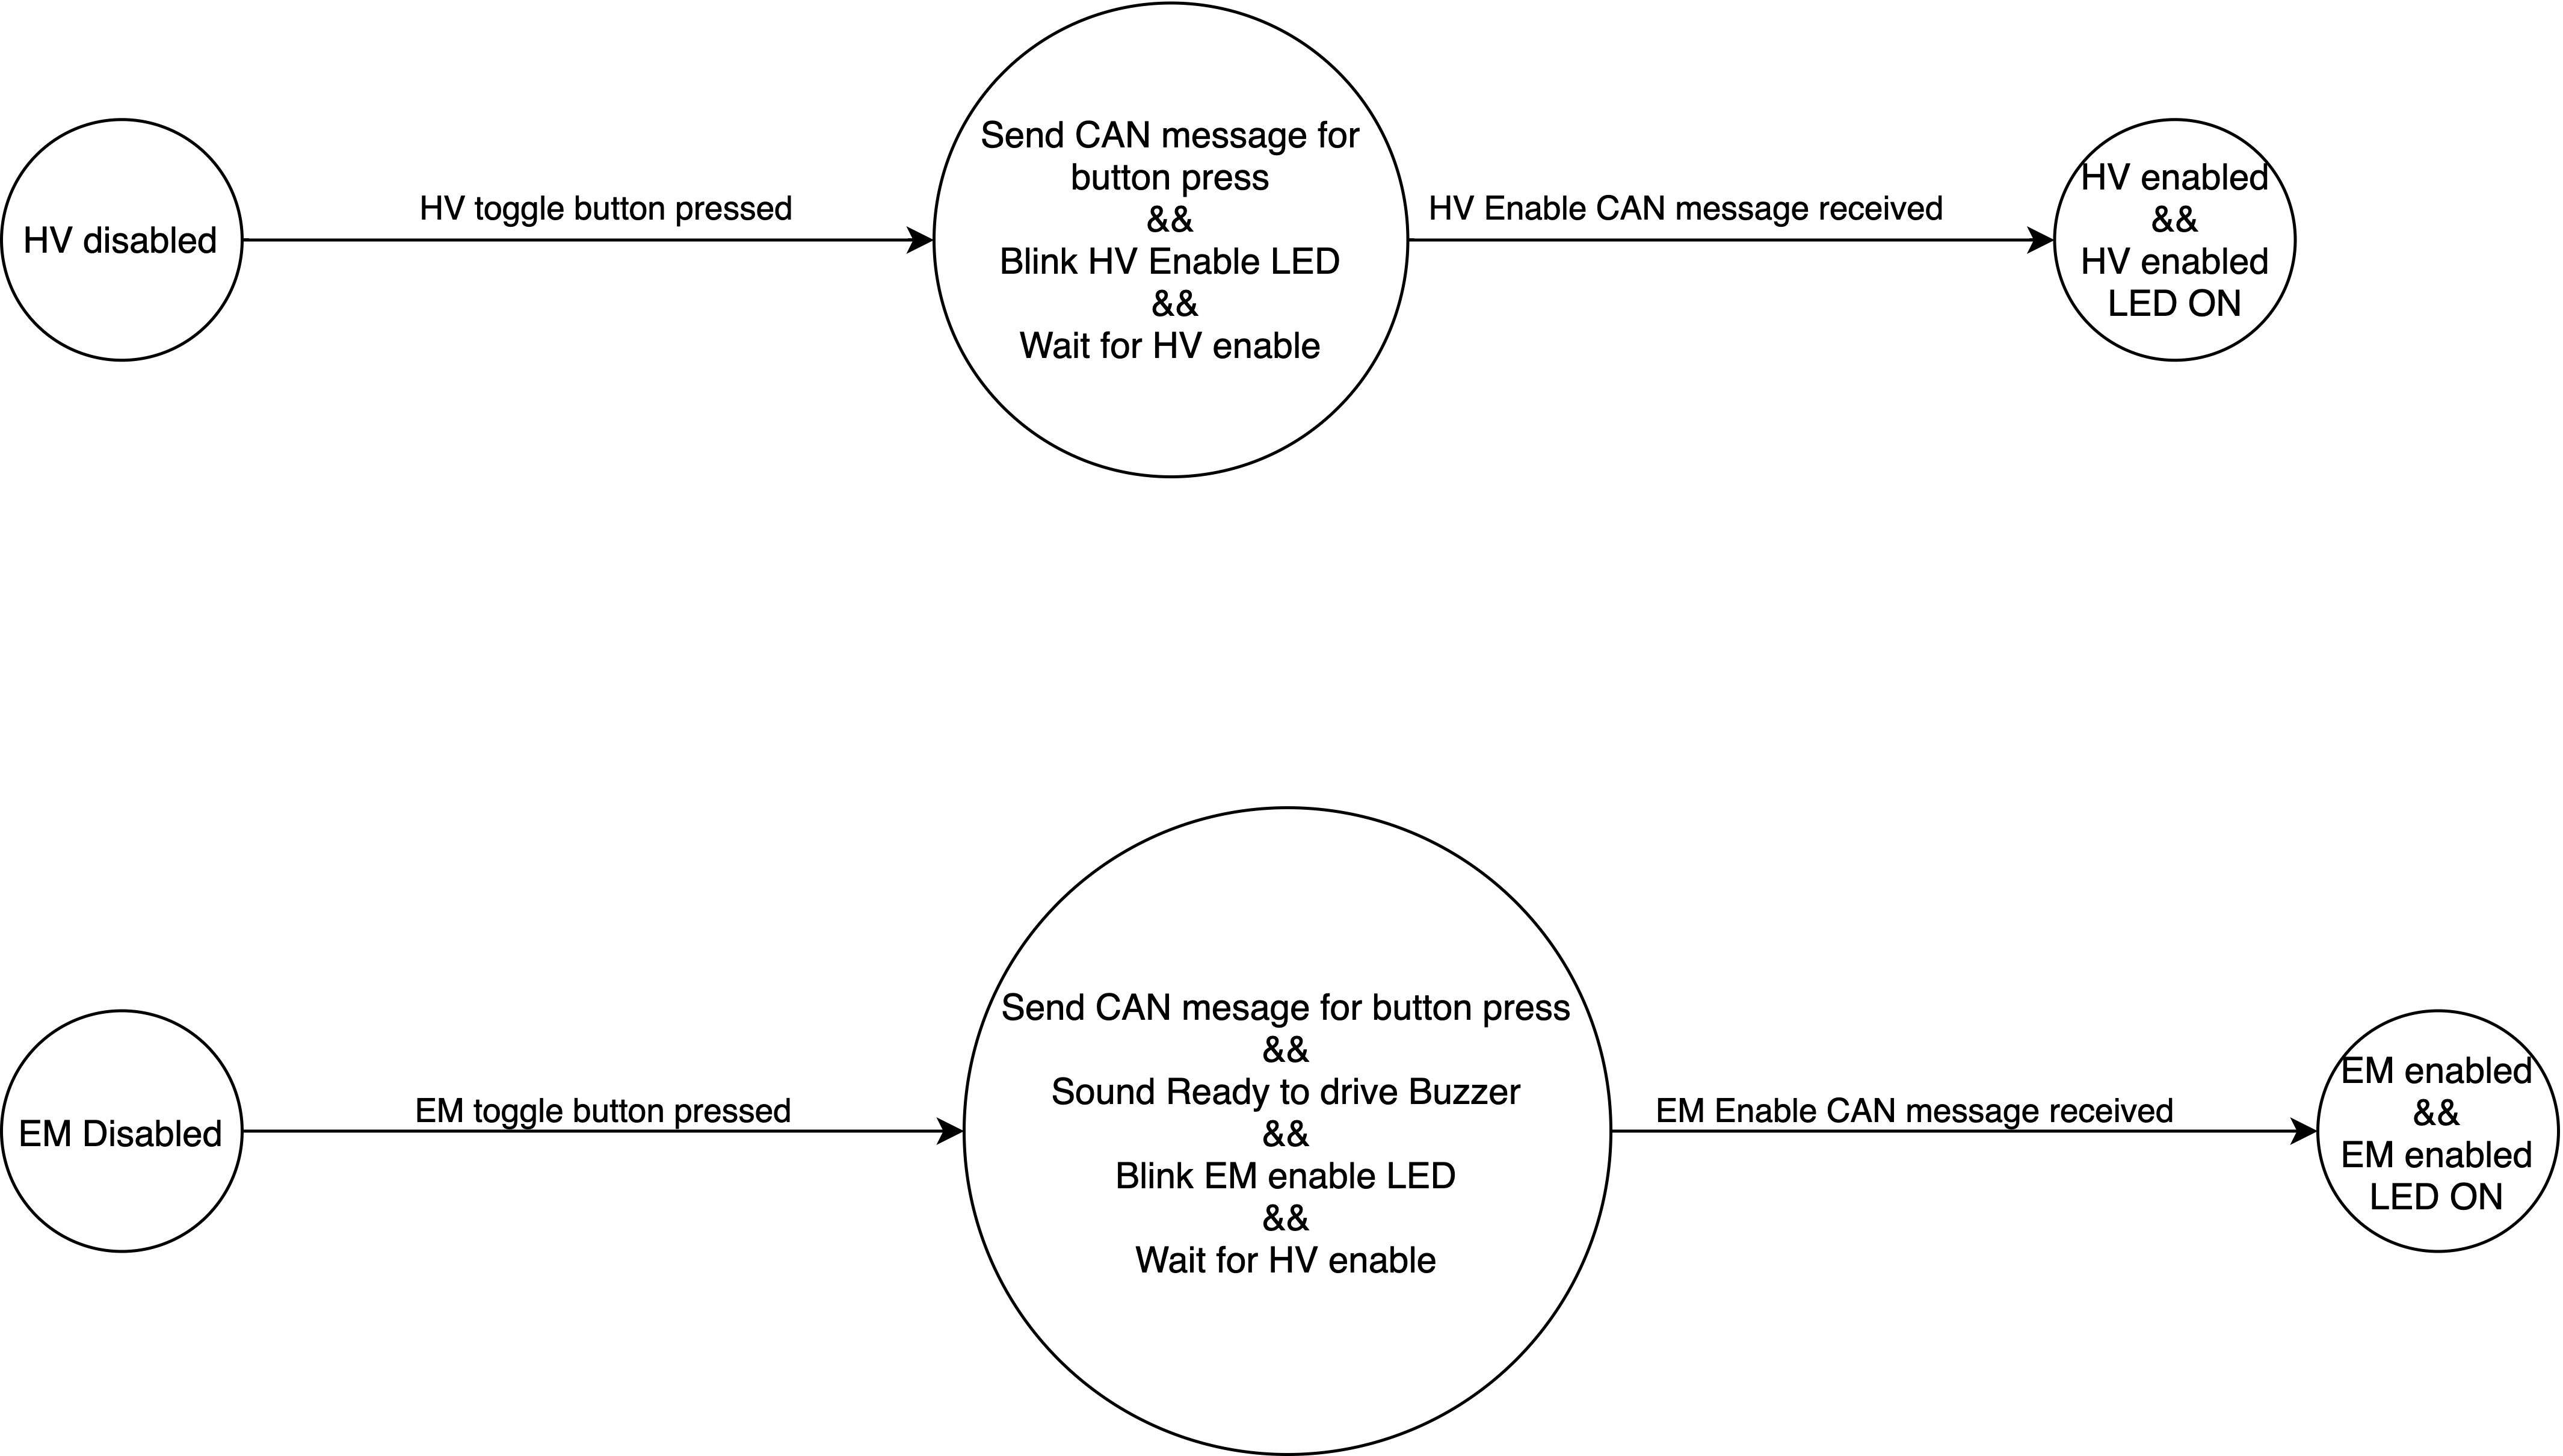 HV disabled
HV toggle button pressed
Send CAN message for
button press
&&
Blink HV Enable LED
&&
Wait for HV enable
HV Enable CAN message received
HV enabled
&&
HV enabled
LED ON
EM Disabled
EM toggle button pressed
Send CAN mesage for button press
&&
Sound Ready to drive Buzzer
&&
Blink EM enable LED
&&
Wait for HV enable
EM Enable CAN message received
EM enabled
&&
EM enabled
LED ON